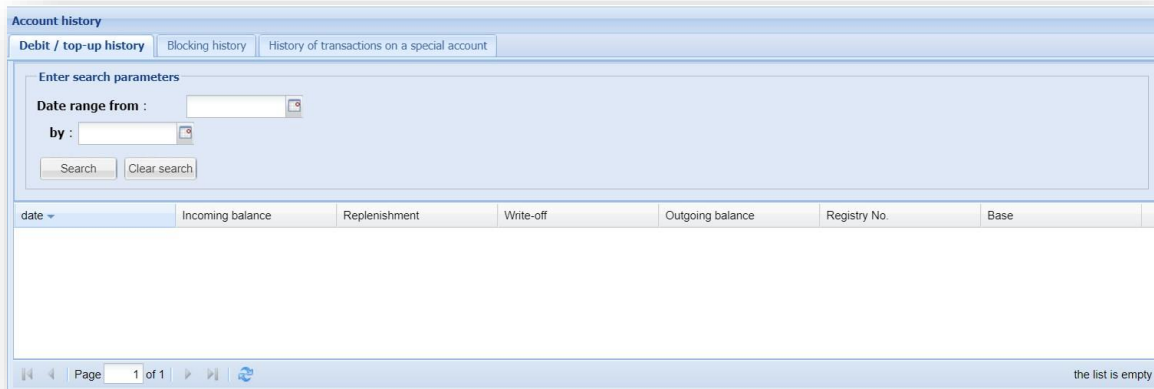 Account history
Debit / top-up history Blocking history History of transactions on a special account
Enter search parameters
Date range from :
by :
Search Clear search
date Incoming balance Replenishment Write-off Outgoing balance Registry No. Base
Page 1 of 1 the list is empty